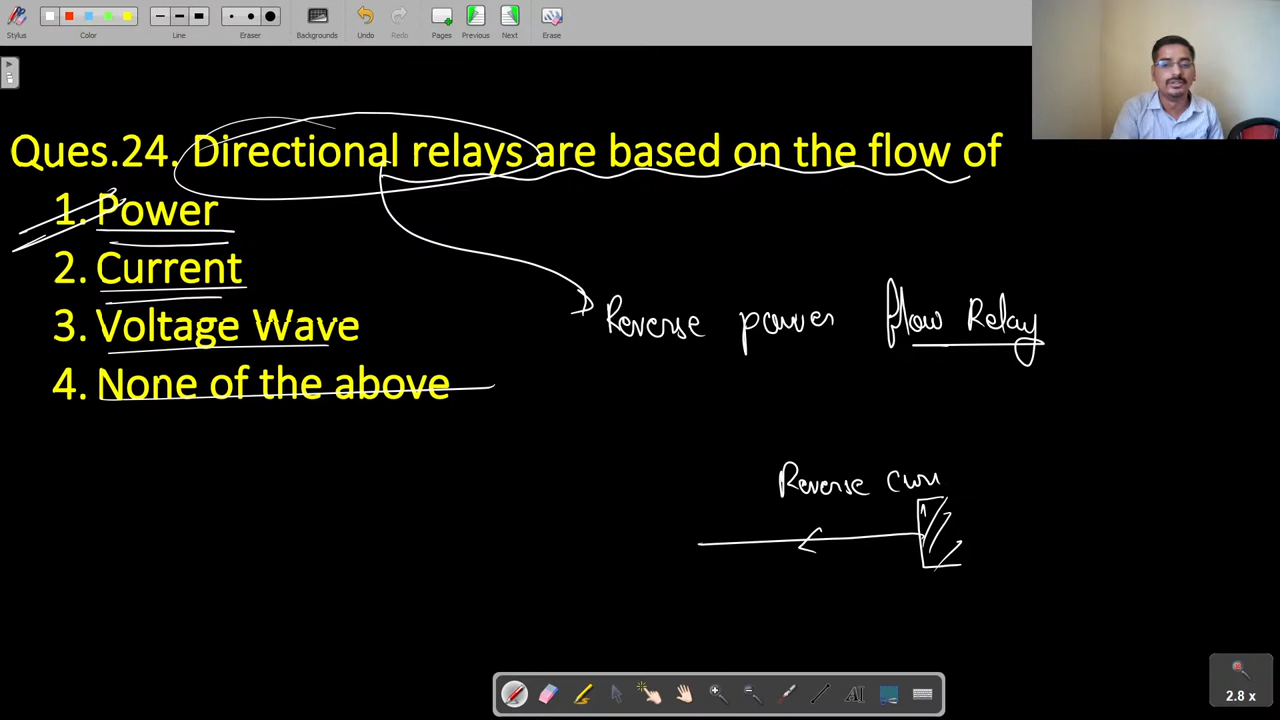 Stylus
Color
Line
Eraser
Backgrounds
Undo
Redo
Pages
Previous
Next
Erase
Ques.24. Directional relays are based on the flow of
1. Power
2. Current
3. Voltage Wave
4. None of the above
Reverse power flow Relay
Reverse Curr
AI
2.8 x